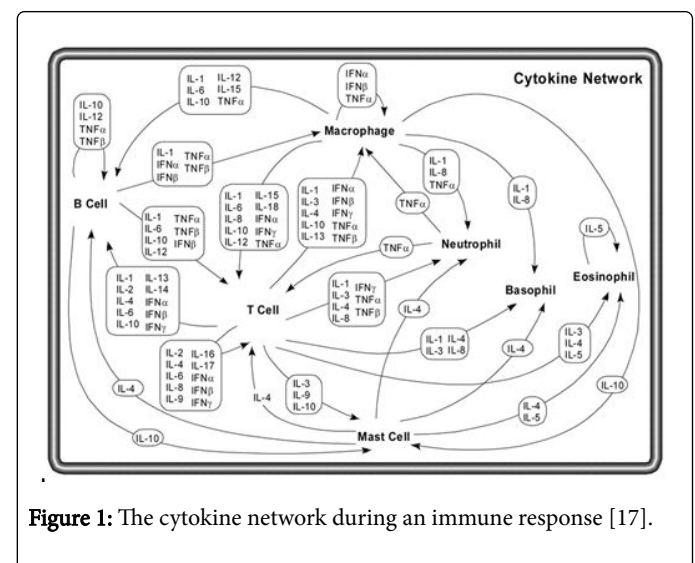 Cytokine Network
IL-1 IL-12
IL-6 IL-15
IL-10 TNFα
IFNα
IFNβ
TNFα
Macrophage
IL-10
IL-12
TNFα
TNFβ
B Cell
IL-1 TNFα
IFNα TNFβ
IFNβ
IL-1 TNFα
IL-6 TNFβ
IL-10 IFNβ
IL-12
IL-1 IL-15
IL-6 IL-18
IL-8 IFNα
IL-10 IFNγ
IL-12 TNFα
IL-1 IFNα
IL-3 IFNβ
IL-4 IFNγ
IL-10 TNFα
IL-13 TNFβ
IL-1
IL-8
TNFα
TNFα
IL-1
IL-8
Neutrophil
TNFα
IL-5
Eosinophil
Basophil
IL-1 IL-13
IL-2 IL-14
IL-4 IFNα
IL-6 IFNβ
IL-10 IFNγ
T Cell
IL-1 IFNγ
IL-3 TNFα
IL-4 TNFβ
IL-8
IL-4
IL-2 IL-16
IL-4 IL-17
IL-6 IFNα
IL-8 IFNβ
IL-9 IFNγ
IL-1 IL-4
IL-3 IL-8
IL-4
IL-3
IL-4
IL-5
IL-4
IL-4
IL-3
IL-9
IL-10
IL-4
IL-5
IL-10
IL-10
Mast Cell
Figure 1: The cytokine network during an immune response [17].